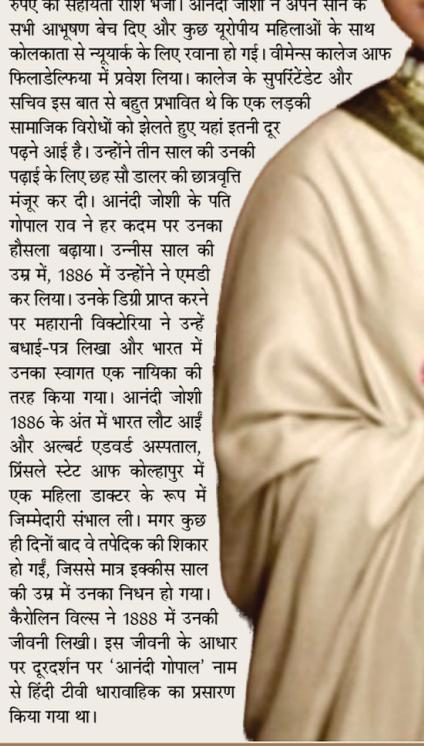 रुपए की सहायता राशि भेजी। आनंदी जोशी ने अपने सोने के
सभी आभूषण बेच दिए और कुछ यूरोपीय महिलाओं के साथ
कोलकाता से न्यूयार्क के लिए रवाना हो गई। वीमेन्स कालेज आफ
फिलाडेल्फिया में प्रवेश लिया। कालेज के सुपरिंटेंडेट और
सचिव इस बात से बहुत प्रभावित थे कि एक लड़की
सामाजिक विरोधों को झेलते हुए यहां इतनी दूर
पढ़ने आई है। उन्होंने तीन साल की उनकी
पढ़ाई के लिए छह सौ डालर की छात्रवृत्ति
मंजूर कर दी। आनंदी जोशी के पति
गोपाल राव ने हर कदम पर उनका
हौसला बढ़ाया। उन्नीस साल की
उम्र में, 1886 में उन्होंने ने एमडी
कर लिया। उनके डिग्री प्राप्त करने
पर महारानी विक्टोरिया ने उन्हें
बधाई-पत्र लिखा और भारत में
उनका स्वागत एक नायिका की
तरह किया गया। आनंदी जोशी
1886 के अंत में भारत लौट आईं
और अल्बर्ट एडवर्ड अस्पताल,
प्रिंसले स्टेट आफ कोल्हापुर में
एक महिला डाक्टर के रूप में
जिम्मेदारी संभाल ली। मगर कुछ
ही दिनों बाद वे तपेदिक की शिकार
हो गईं, जिससे मात्र इक्कीस साल
की उम्र में उनका निधन हो गया।
कैरोलिन विल्स ने 1888 में उनकी
जीवनी लिखी। इस जीवनी के आधार
पर दूरदर्शन पर ‘आनंदी गोपाल’ नाम
से हिंदी टीवी धारावाहिक का प्रसारण
किया गया था।